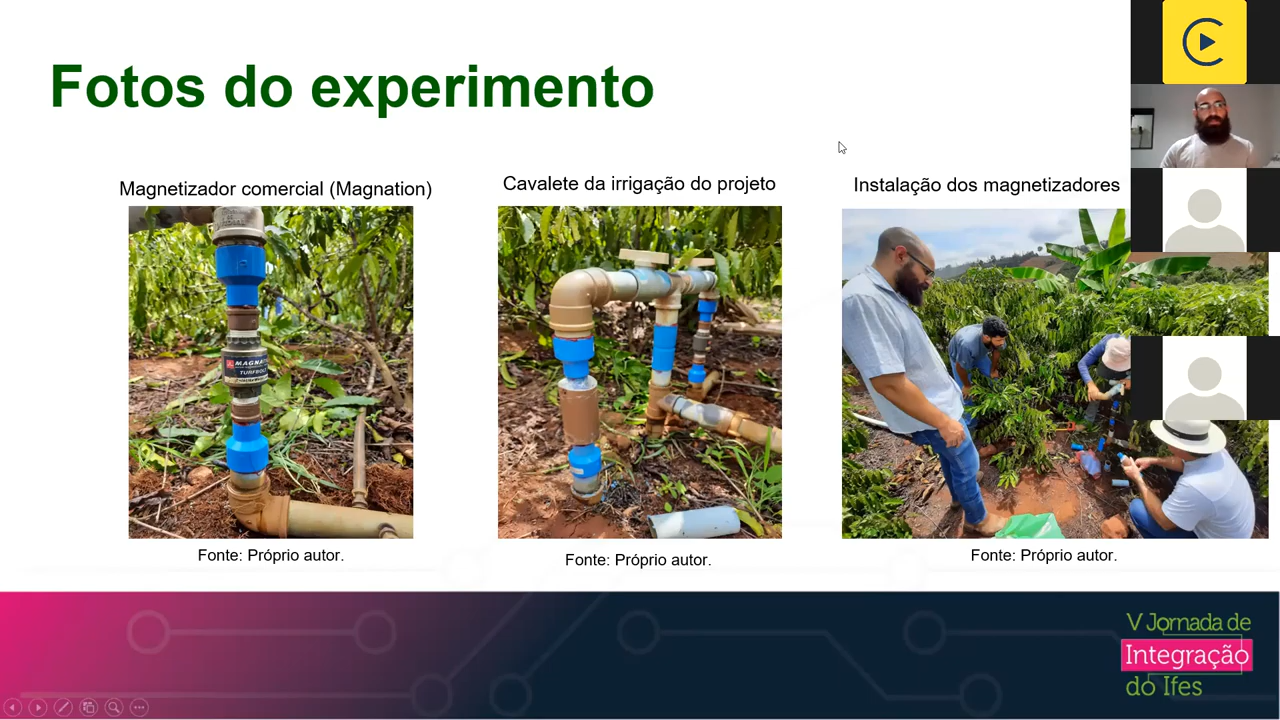 Fotos do experimento
Magnetizador comercial (Magnation)
Cavalete da irrigação do projeto
Instalação dos magnetizadores
Fonte: Próprio autor.
Fonte: Próprio autor.
Fonte: Próprio autor.
V Jornada de
Integração
do Ifes